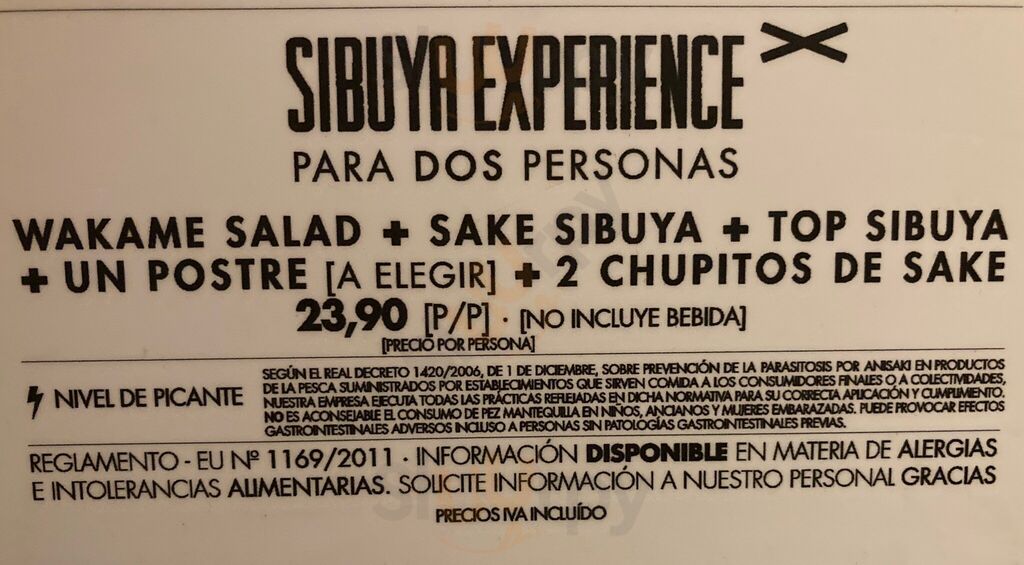 SIBUYA EXPERIENCE
PARA DOS PERSONAS
WAKAME SALAD + SAKE SIBUYA + TOP SIBUYA
+ UN POSTRE [A ELEGIR] + 2 CHUPITOS DE SAKE
23,90 [P/P] · [NO INCLUYE BEBIDA]
[PRECIO POR PERSONA]
NIVEL DE PICANTE
SEGÚN EL REAL DECRETO 1420/2006, DE 1 DE DICIEMBRE, SOBRE PREVENCIÓN DE LA PARASITOSIS POR ANISAKI EN PRODUCTOS
DE LA PESCA SUMINISTRADOS POR ESTABLECIMIENTOS QUE SIRVEN COMIDA A LOS CONSUMIDORES FINALES O A COLECTIVIDADES,
NUESTRA EMPRESA EJECUTA TODAS LAS PRÁCTICAS REFLEJADAS EN DICHA NORMATIVA PARA SU CORRECTA APLICACIÓN Y CUMPLIMIENTO.
NO ES ACONSEJABLE EL CONSUMO DE PEZ MANTEQUILLA EN NIÑOS, ANCIANOS Y MUJERES EMBARAZADAS. PUEDE PROVOCAR EFECTOS
GASTROINTESTINALES ADVERSOS INCLUSO A PERSONAS SIN PATOLOGÍAS GASTROINTESTINALES PREVIAS.
REGLAMENTO - EU Nº 1169/2011 · INFORMACIÓN DISPONIBLE EN MATERIA DE ALERGIAS
E INTOLERANCIAS ALIMENTARIAS. SOLICITE INFORMACIÓN A NUESTRO PERSONAL GRACIAS
PRECIOS IVA INCLUÍDO